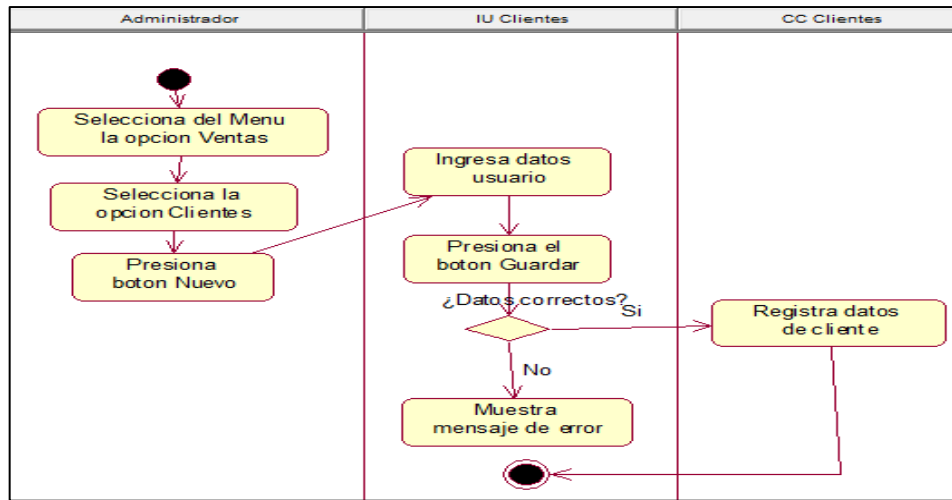 Administrador
IU Clientes
CC Clientes
Selecciona del Menu
la opcion Ventas
Selecciona la
opcion Clientes
Presiona
boton Nuevo
Ingresa datos
usuario
Presiona el
boton Guardar
¿Datos correctos?
Si
No
Registra datos
de cliente
Muestra
mensaje de error